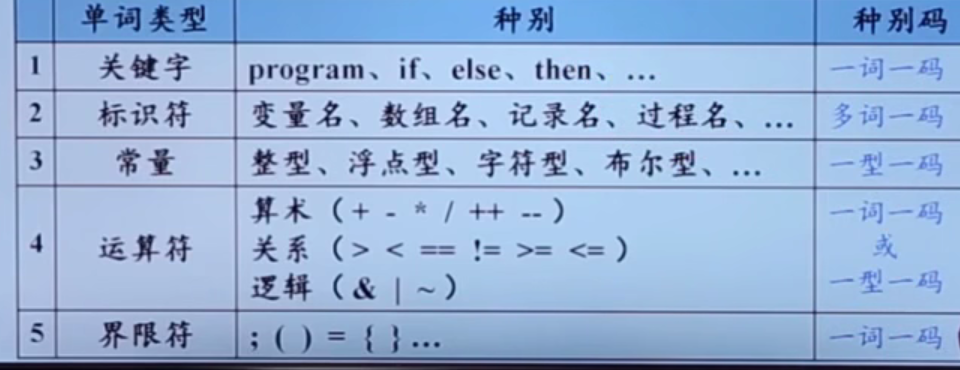 单词类型 种别 种别码
1 关键字 program、if、else、then、… 一词一码
2 标识符 变量名、数组名、记录名、过程名、… 多词一码
3 常量 整型、浮点型、字符型、布尔型、… 一型一码
4 运算符 算术（+ - * / ++ --） 一词一码
关系（> < == != >= <=） 或
逻辑（& | ~） 一型一码
5 界限符 ; ( ) = { } … 一词一码